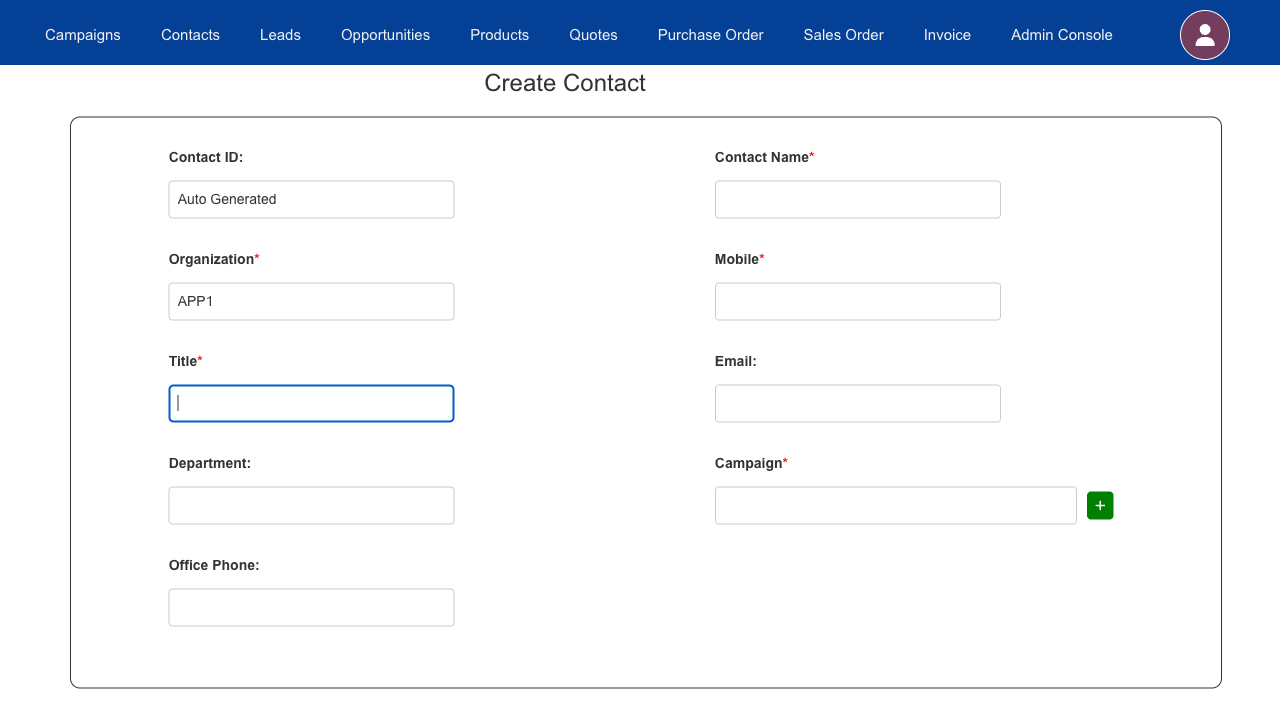 Campaigns Contacts Leads Opportunities Products Quotes Purchase Order Sales Order Invoice Admin Console
Create Contact
Contact ID: Contact Name*
Auto Generated
Organization* Mobile*
APP1
Title* Email:
Department: Campaign*
+
Office Phone: